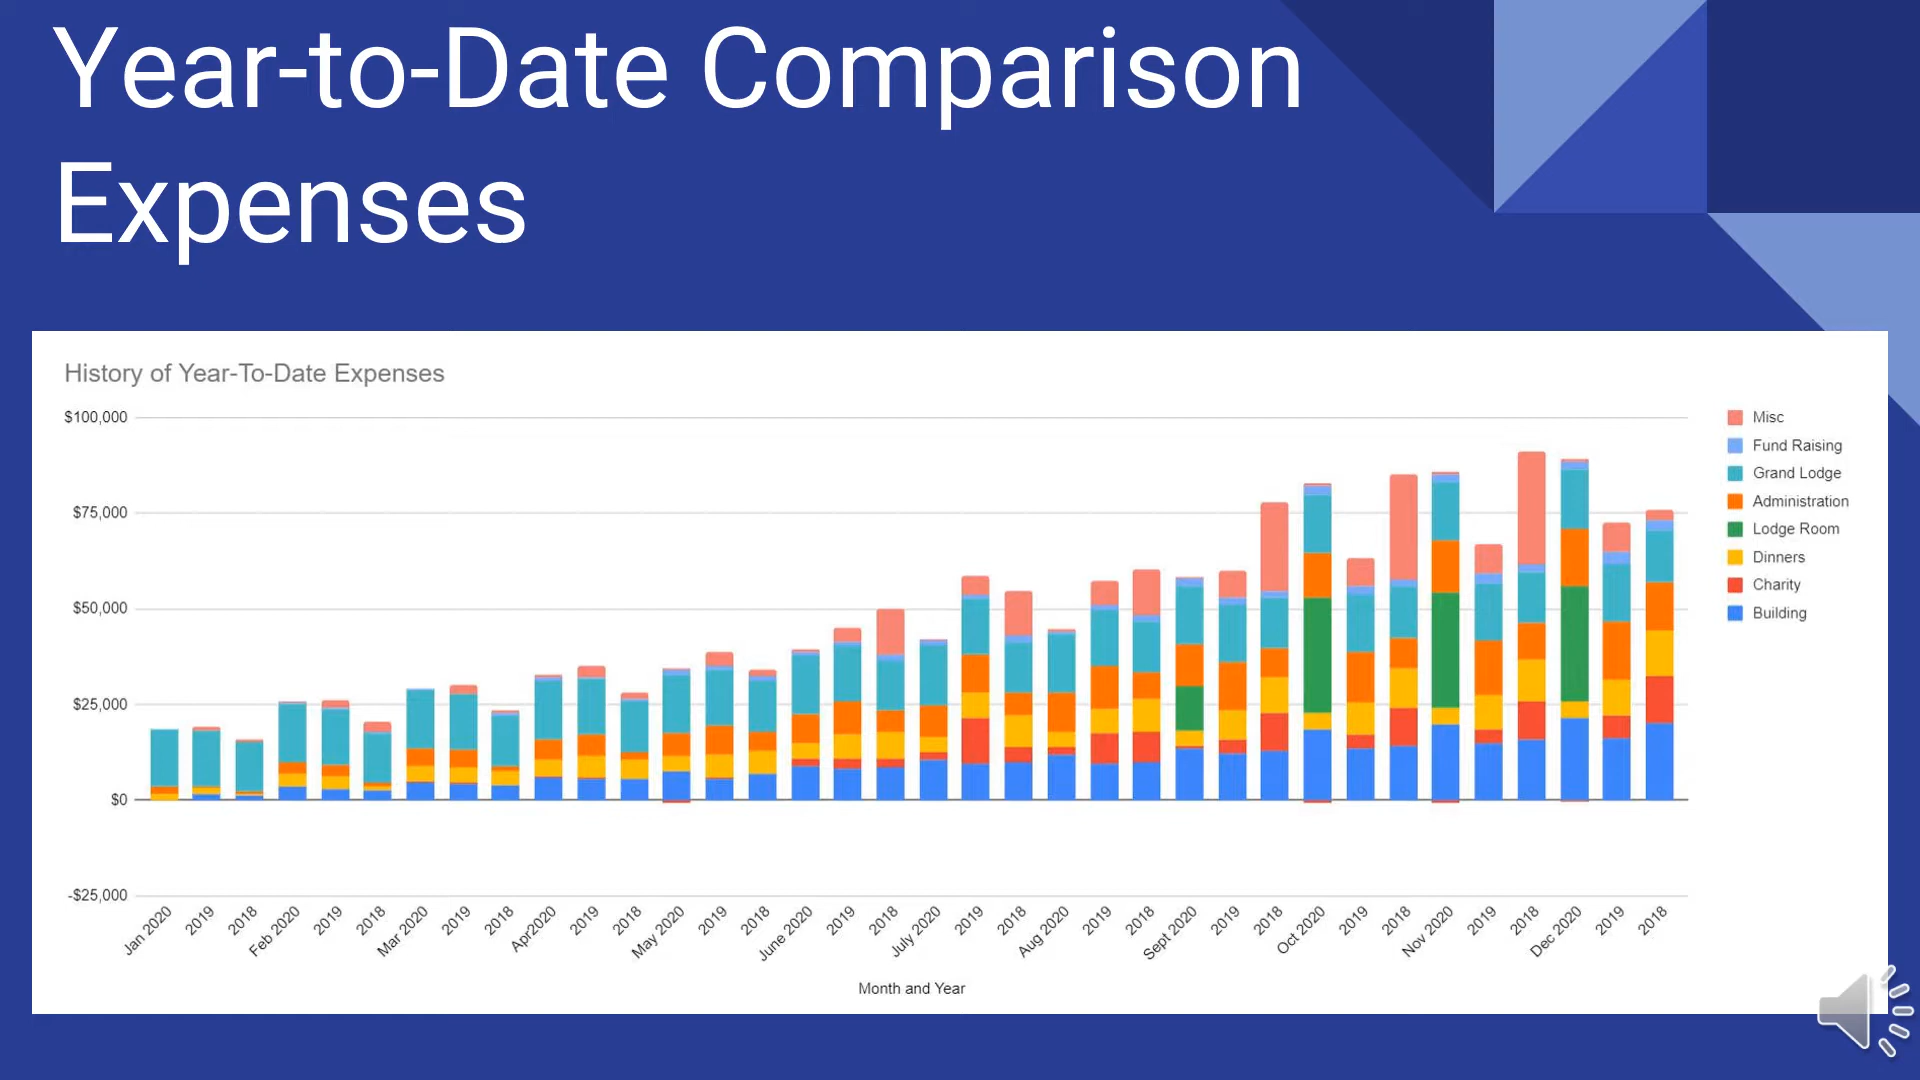 Year-to-Date Comparison
Expenses
History of Year-To-Date Expenses
$100,000
$75,000
$50,000
$25,000
$0
-$25,000
Misc
Fund Raising
Grand Lodge
Administration
Lodge Room
Dinners
Charity
Building
Jan 2020
2019
2018
Feb 2020
2019
2018
Mar 2020
2019
2018
Apr2020
2019
2018
May 2020
2019
2018
June 2020
2019
2018
July 2020
2019
2018
Aug 2020
2019
2018
Sept 2020
2019
2018
Oct 2020
2019
2018
Nov 2020
2019
2018
Dec 2020
2019
2018
Month and Year